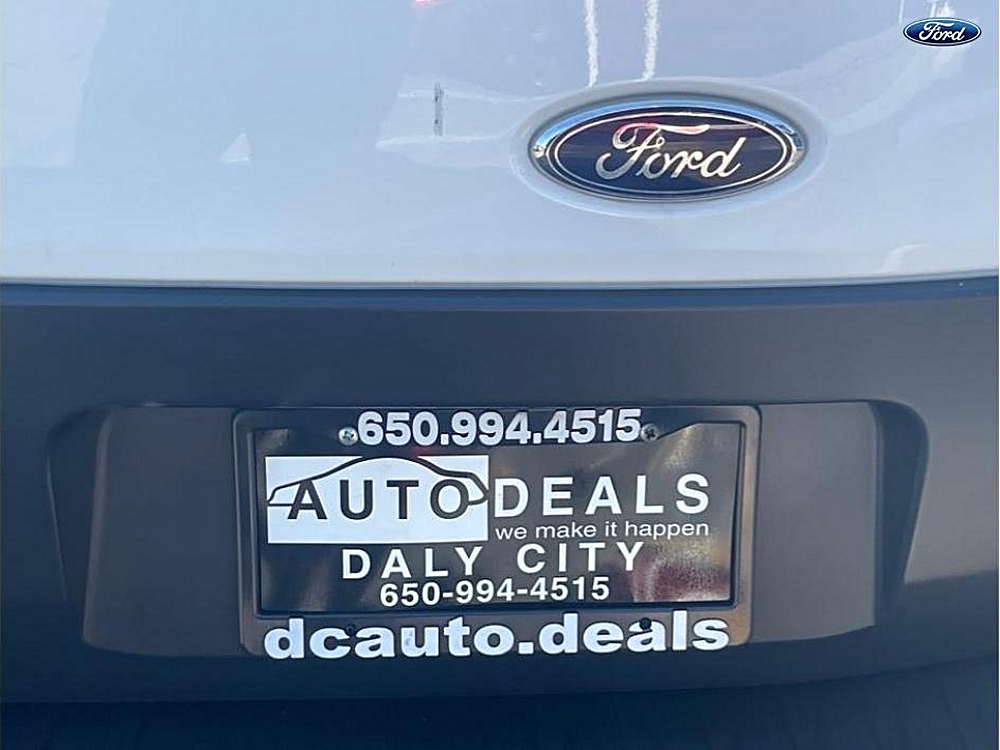 Ford
Ford
650.994.4515
AUTO DEALS
we make it happen
DALY CITY
650-994-4515
dcauto.deals